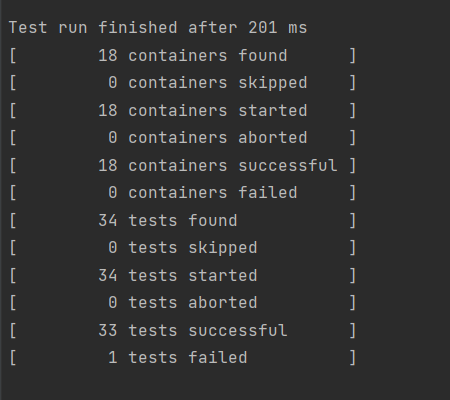 Test run finished after 201 ms
[        18 containers found      ]
[         0 containers skipped    ]
[        18 containers started    ]
[         0 containers aborted    ]
[        18 containers successful ]
[         0 containers failed     ]
[        34 tests found           ]
[         0 tests skipped         ]
[        34 tests started         ]
[         0 tests aborted         ]
[        33 tests successful      ]
[         1 tests failed          ]